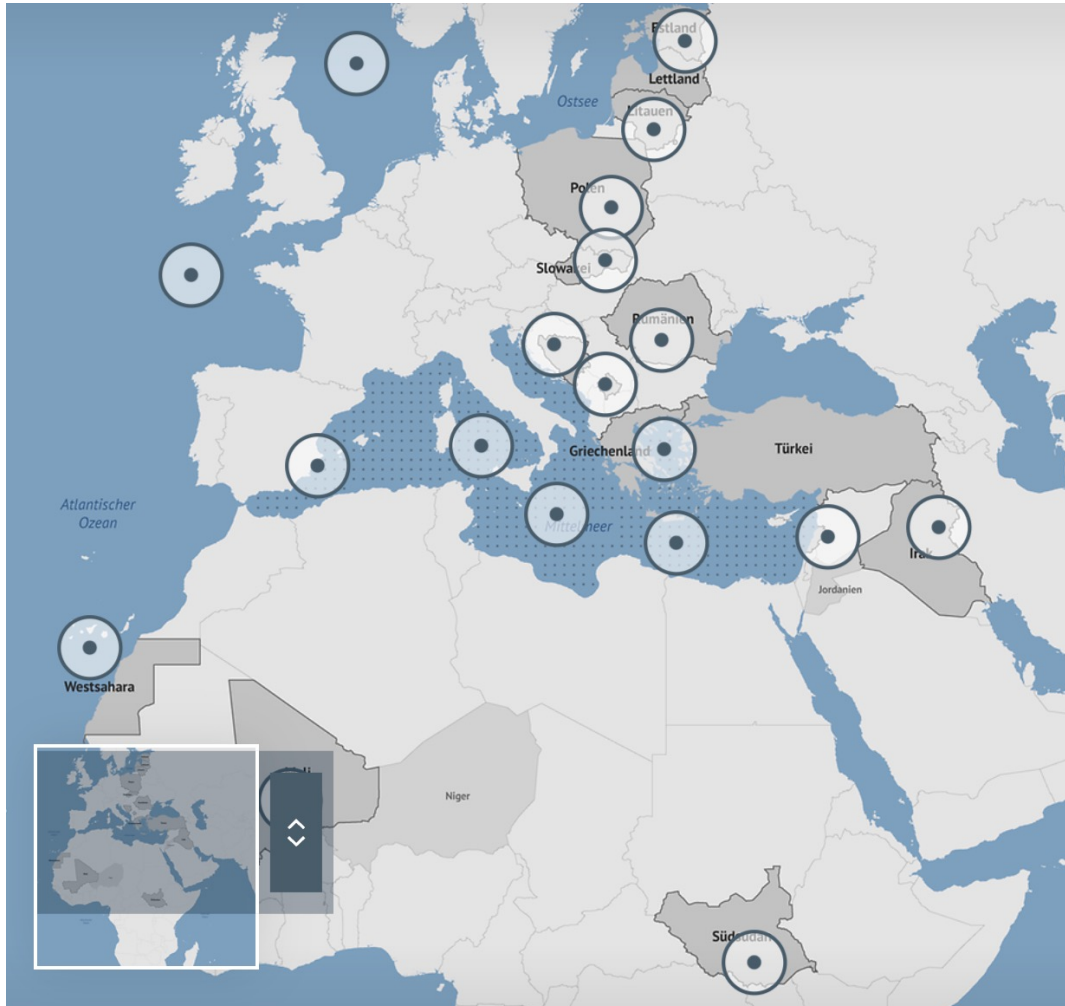 Estland
Lettland
Ostsee
Litauen
Polen
Slowakei
Rumänien
Griechenland
Türkei
Atlantischer
Ozean
Mittelmeer
Irak
Jordanien
Westsahara
Niger
Südsudan